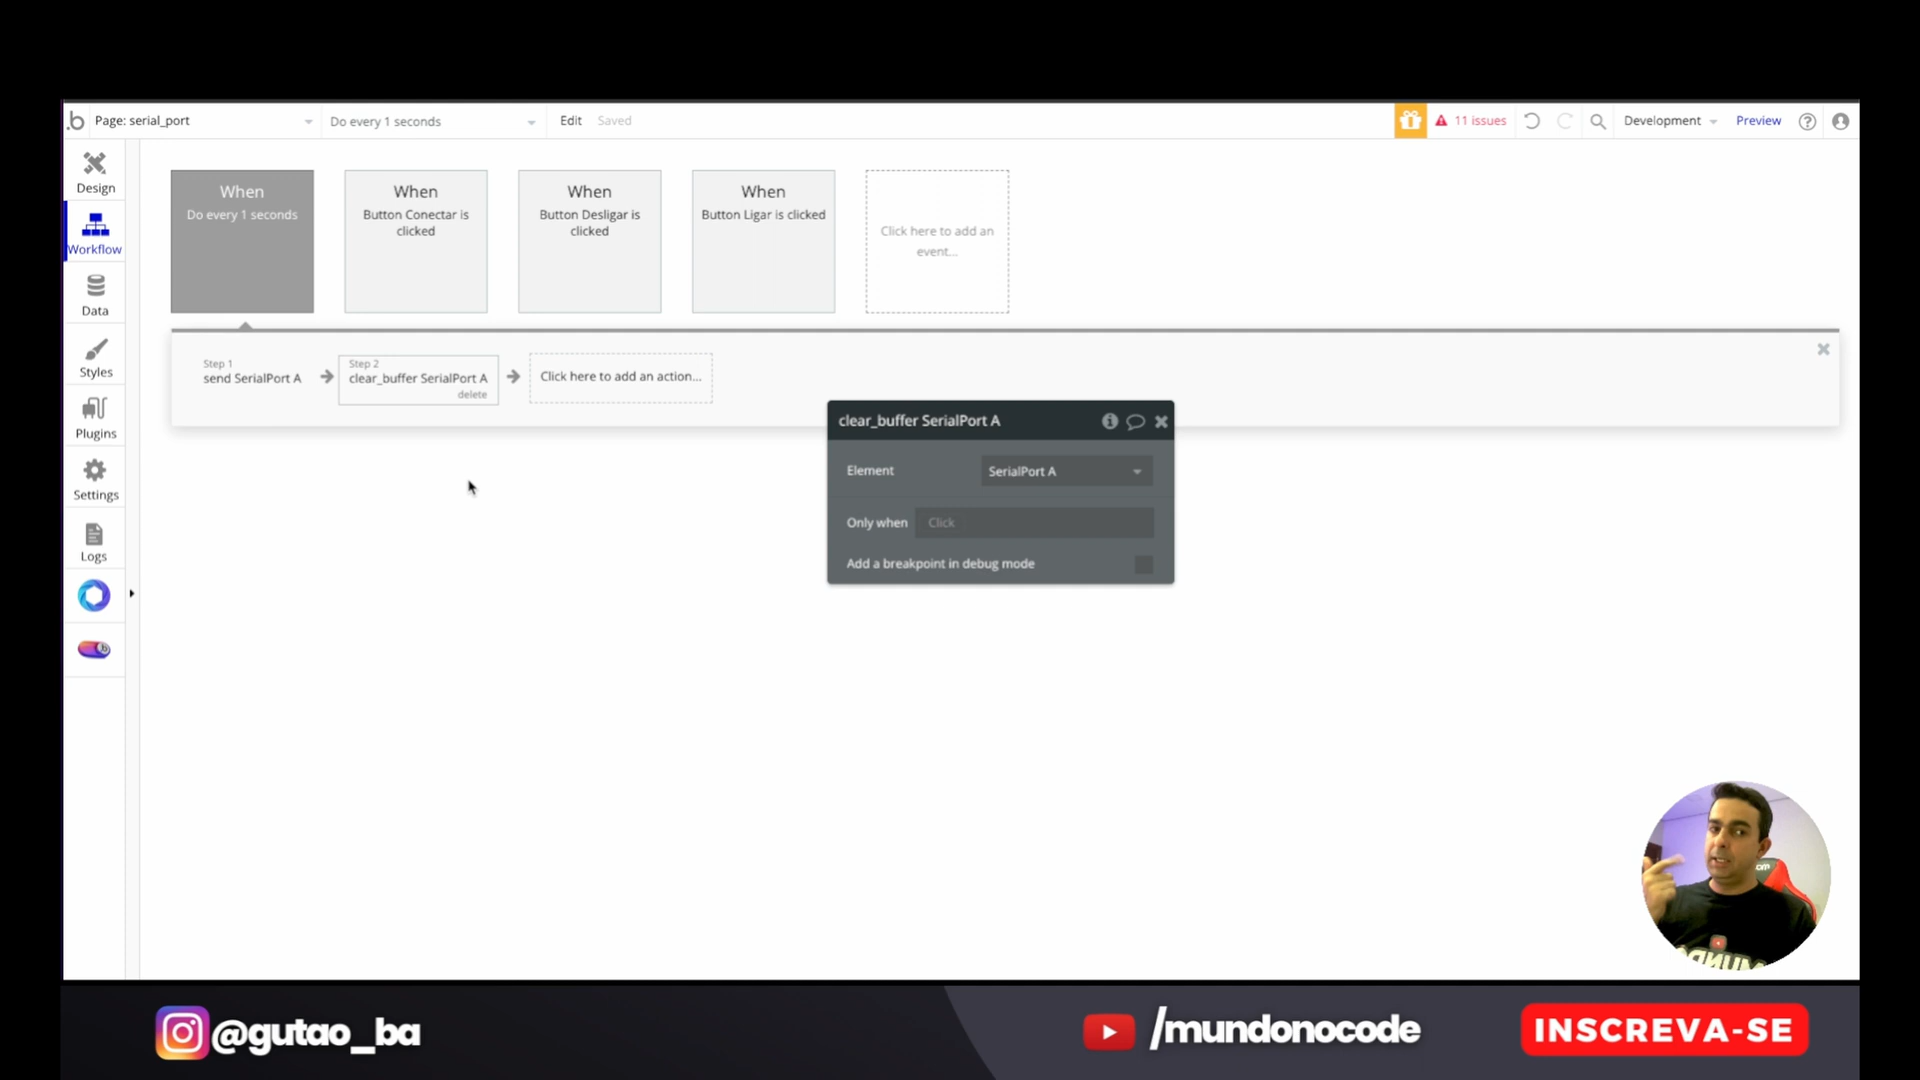 .b Page: serial_port Do every 1 seconds Edit Saved 11 issues Development Preview ?
Design
Workflow
Data
Styles
Plugins
Settings
Logs
When
Do every 1 seconds
When
Button Conectar is
clicked
When
Button Desligar is
clicked
When
Button Ligar is clicked
Click here to add an
event...
Step 1
send SerialPort A
Step 2
clear_buffer SerialPort A
delete
Click here to add an action...
clear_buffer SerialPort A
Element SerialPort A
Only when Click
Add a breakpoint in debug mode
@gutao_ba
/mundonocode
INSCREVA-SE